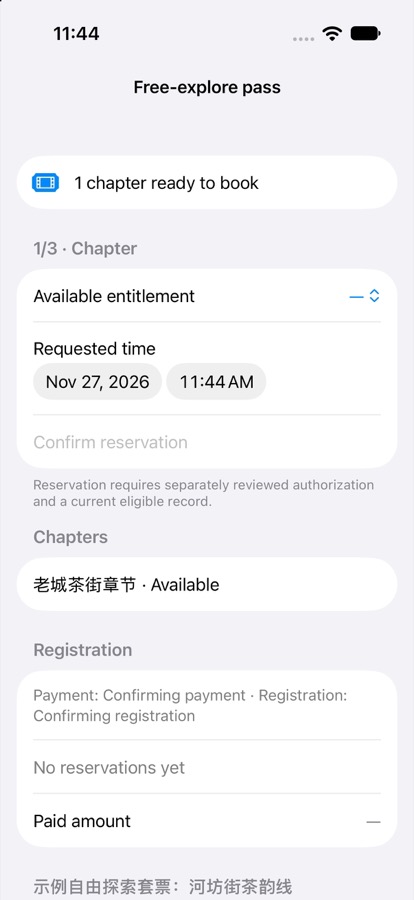 11:44
Free-explore pass
1 chapter ready to book
1/3 · Chapter
Available entitlement —
Requested time
Nov 27, 2026 11:44 AM
Confirm reservation
Reservation requires separately reviewed authorization
and a current eligible record.
Chapters
老城茶街章节 · Available
Registration
Payment: Confirming payment · Registration:
Confirming registration
No reservations yet
Paid amount —
示例自由探索套票：河坊街茶韵线